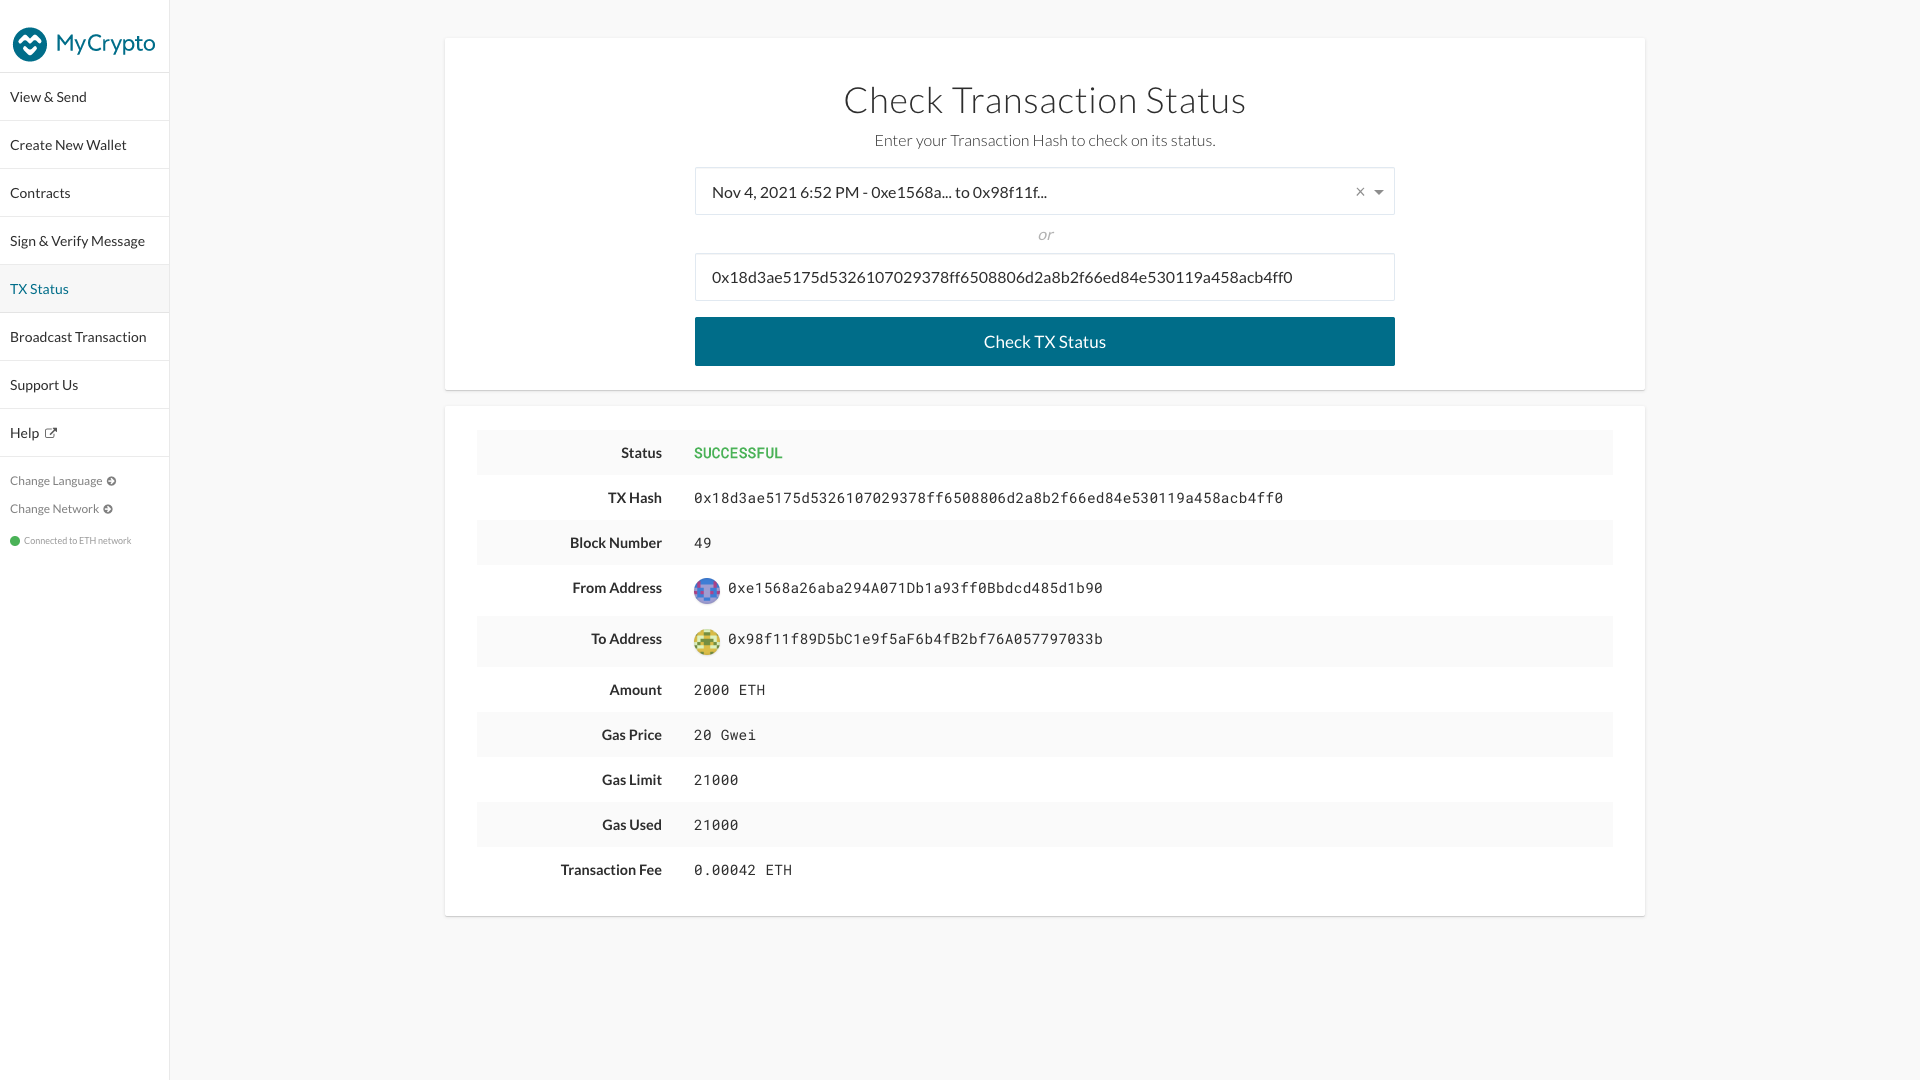 MyCrypto
View & Send
Create New Wallet
Contracts
Sign & Verify Message
TX Status
Broadcast Transaction
Support Us
Help
Change Language
Change Network
Connected to ETH network
Check Transaction Status
Enter your Transaction Hash to check on its status.
Nov 4, 2021 6:52 PM - 0xe1568a... to 0x98f11f...
or
0x18d3ae5175d5326107029378ff6508806d2a8b2f66ed84e530119a458acb4ff0
Check TX Status
Status SUCCESSFUL
TX Hash 0x18d3ae5175d5326107029378ff6508806d2a8b2f66ed84e530119a458acb4ff0
Block Number 49
From Address 0xe1568a26aba294A071Db1a93ff0Bbdcd485d1b90
To Address 0x98f11f89D5bC1e9f5aF6b4fB2bf76A057797033b
Amount 2000 ETH
Gas Price 20 Gwei
Gas Limit 21000
Gas Used 21000
Transaction Fee 0.00042 ETH